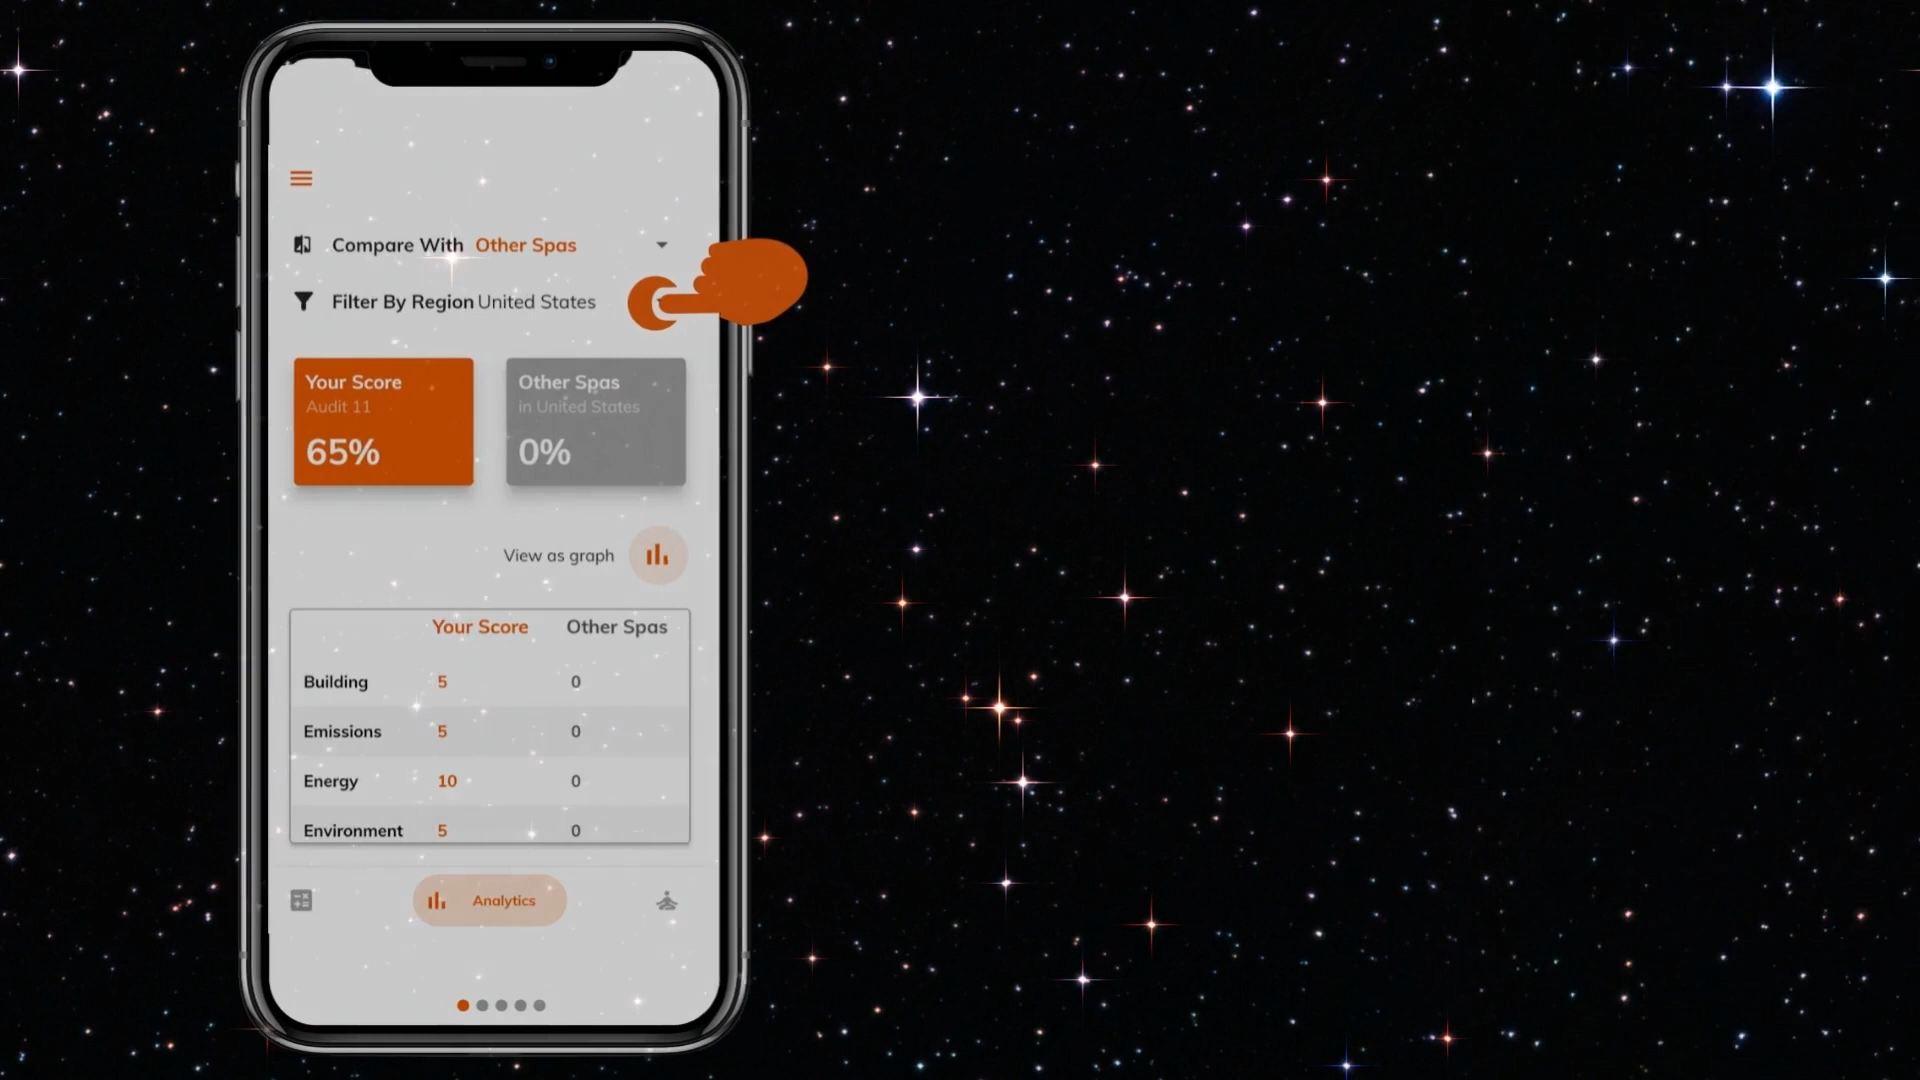 Compare With Other Spas
Filter By Region United States
Your Score
Audit 11
65%
Other Spas
in United States
0%
View as graph
Your Score Other Spas
Building 5 0
Emissions 5 0
Energy 10 0
Environment 5 0
Analytics